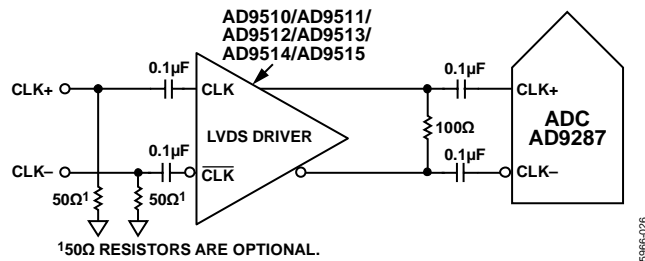 AD9510/AD9511/
AD9512/AD9513/
AD9514/AD9515
0.1µF
0.1µF
CLK+
CLK
CLK+
LVDS DRIVER
100Ω
ADC
AD9287
0.1µF
0.1µF
CLK–
CLK
CLK–
50Ω¹
50Ω¹
¹50Ω RESISTORS ARE OPTIONAL.
5966-026